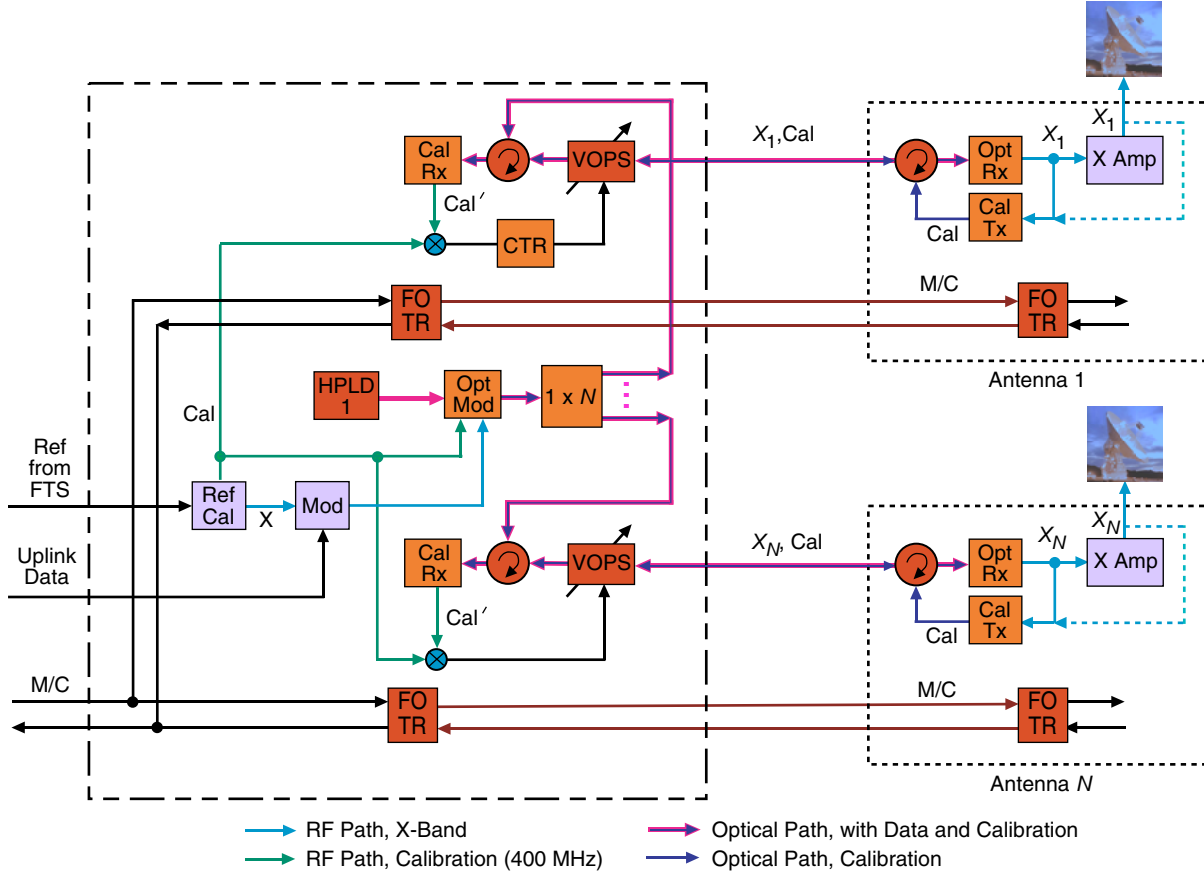 X₁
X₁,Cal
X₁
Cal
Rx
VOPS
Opt
Rx
X Amp
Cal′
Cal
Tx
Cal
CTR
M/C
FO
TR
FO
TR
Antenna 1
HPLD
1
Opt
Mod
1 x N
Cal
Ref
from
FTS
Ref
Cal
X
Mod
Uplink
Data
X_N
X_N, Cal
X_N
Cal
Rx
VOPS
Opt
Rx
X Amp
Cal′
Cal
Tx
Cal
M/C
M/C
FO
TR
FO
TR
Antenna N
RF Path, X-Band
Optical Path, with Data and Calibration
RF Path, Calibration (400 MHz)
Optical Path, Calibration